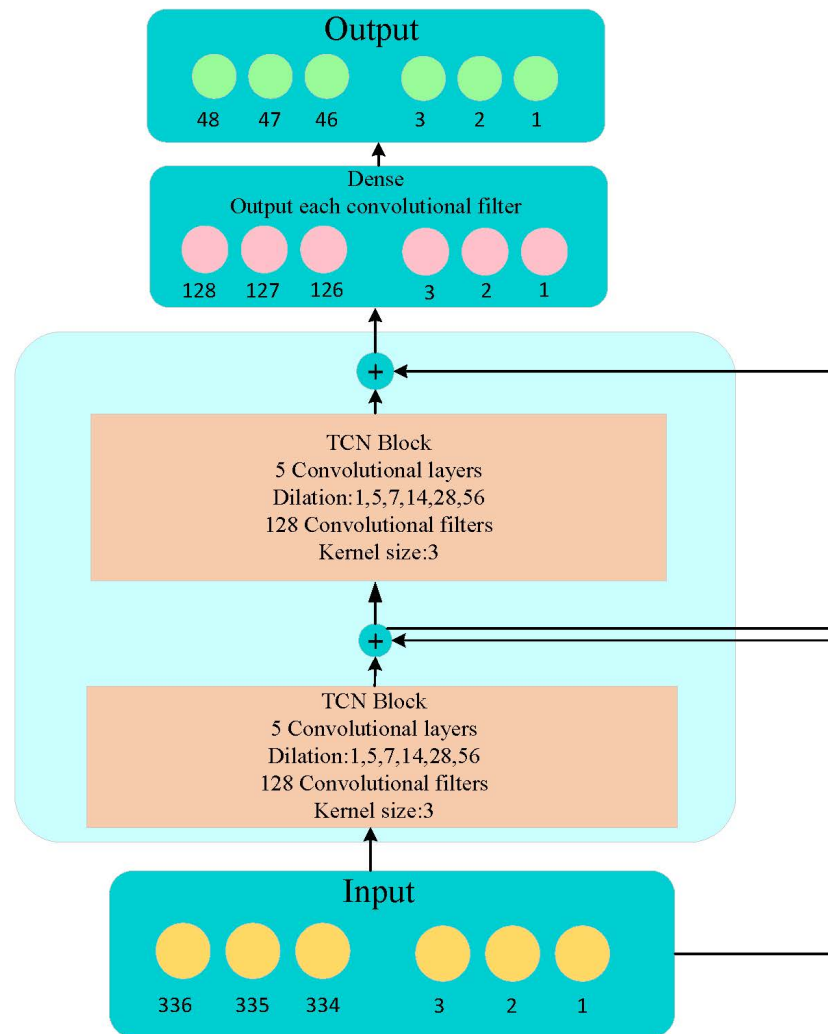 Output
48 47 46 3 2 1
Dense
Output each convolutional filter
128 127 126 3 2 1
+
TCN Block
5 Convolutional layers
Dilation:1,5,7,14,28,56
128 Convolutional filters
Kernel size:3
+
TCN Block
5 Convolutional layers
Dilation:1,5,7,14,28,56
128 Convolutional filters
Kernel size:3
Input
336 335 334 3 2 1